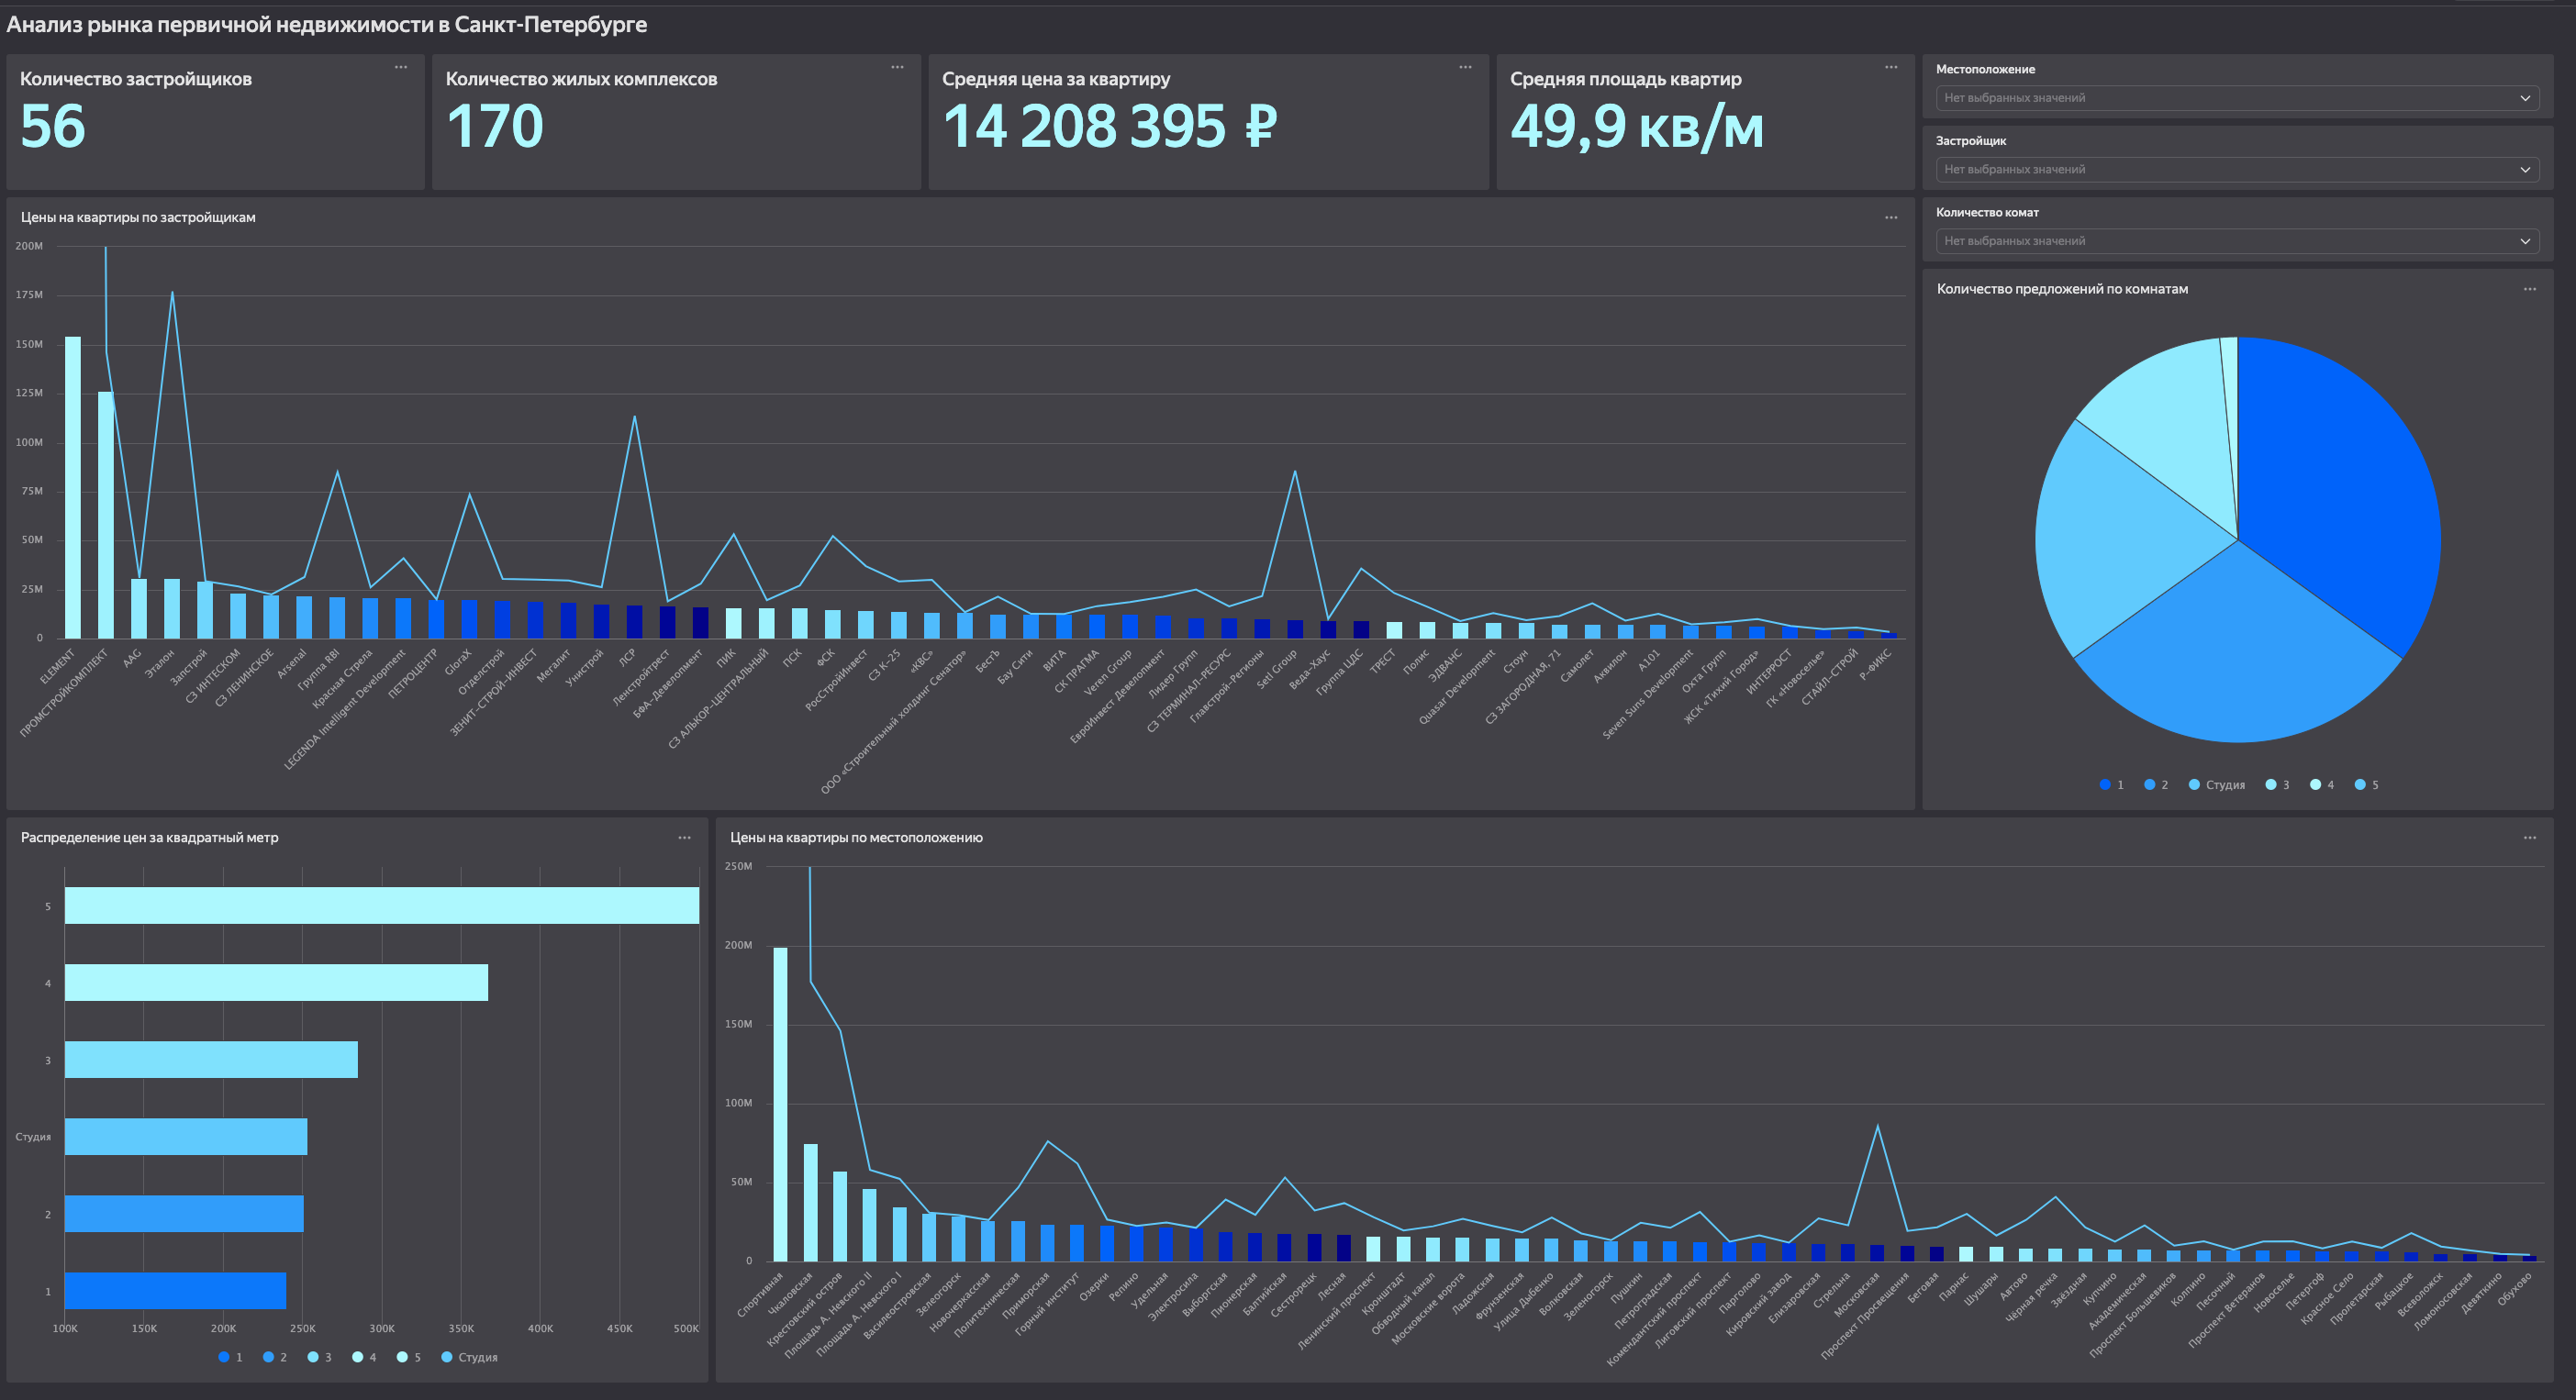 Анализ рынка первичной недвижимости в Санкт-Петербурге
Количество застройщиков
56
Количество жилых комплексов
170
Средняя цена за квартиру
14 208 395 ₽
Средняя площадь квартир
49,9 кв/м
Местоположение
Нет выбранных значений
Застройщик
Нет выбранных значений
Количество комат
Нет выбранных значений
Цены на квартиры по застройщикам
200M
175M
150M
125M
100M
75M
50M
25M
0
ELEMENT
ПРОМСТРОЙКОМПЛЕКТ
AAG
Эталон
Запстрой
СЗ ИНТЕСКОМ
СЗ ЛЕНИНСКОЕ
Arsenal
Группа RBI
Красная Стрела
LEGENDA Intelligent Development
ПЕТРОЦЕНТР
GloraX
Отделстрой
ЗЕНИТ-СТРОЙ-ИНВЕСТ
Мегалит
Унистрой
ЛСР
Ленстройтрест
БФА-Девелопмент
ПИК
СЗ АЛЬКОР-ЦЕНТРАЛЬНЫЙ
ПСК
ФСК
РосСтройИнвест
СЗ К-25
«КВС»
ООО «Строительный холдинг Сенатор»
БестЪ
Бау Сити
ВИТА
СК ПРАГМА
Veren Group
ЕвроИнвест Девелопмент
Лидер Групп
СЗ ТЕРМИНАЛ-РЕСУРС
Главстрой-Регионы
Setl Group
Веда-Хаус
Группа ЦДС
ТРЕСТ
Полис
ЭДВАНС
Quasar Development
Стоун
СЗ ЗАГОРОДНАЯ, 71
Самолет
Аквилон
А101
Seven Suns Development
Охта Групп
ЖСК «Тихий Город»
ИНТЕРРОСТ
ГК «Новоселье»
СТАЙЛ-СТРОЙ
Р-ФИКС
Количество предложений по комнатам
1 2 Студия 3 4 5
Распределение цен за квадратный метр
5
4
3
Студия
2
1
100K 150K 200K 250K 300K 350K 400K 450K 500K
1 2 3 4 5 Студия
Цены на квартиры по местоположению
250M
200M
150M
100M
50M
0
Спортивная
Чкаловская
Крестовский остров
Площадь А. Невского II
Площадь А. Невского I
Василеостровская
Зелеогорск
Новочеркасская
Политехническая
Приморская
Горный институт
Озерки
Репино
Удельная
Электросила
Выборгская
Пионерская
Балтийская
Сестрорецк
Лесная
Ленинский проспект
Кронштадт
Обводный канал
Московские ворота
Ладожская
Фрунзенская
Улица Дыбенко
Волковская
Зеленогорск
Пушкин
Петроградская
Комендантский проспект
Лиговский проспект
Парголово
Кировский завод
Елизаровская
Стрельна
Московская
Проспект Просвещения
Беговая
Парнас
Шушары
Автово
Чёрная речка
Звёздная
Купчино
Академическая
Проспект Большевиков
Колпино
Песочный
Проспект Ветеранов
Новоселье
Петергоф
Красное Село
Пролетарская
Рыбацкое
Всеволожск
Ломоносовская
Девяткино
Обухово